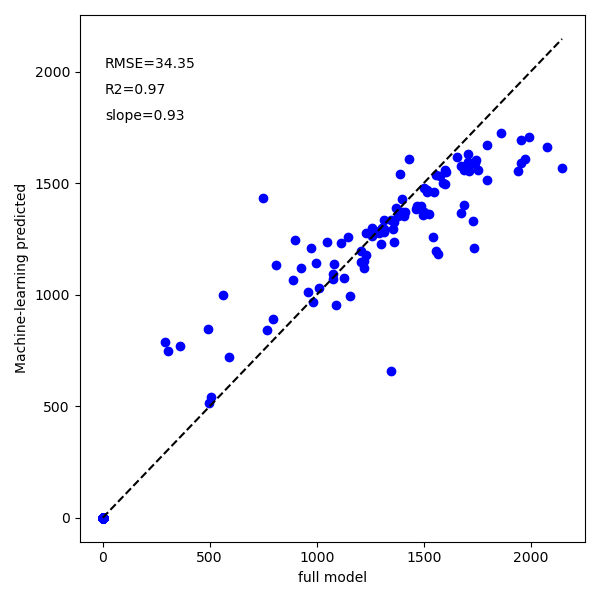 RMSE=34.35
R2=0.97
slope=0.93
2000
1500
1000
500
0
Machine-learning predicted
0 500 1000 1500 2000
full model